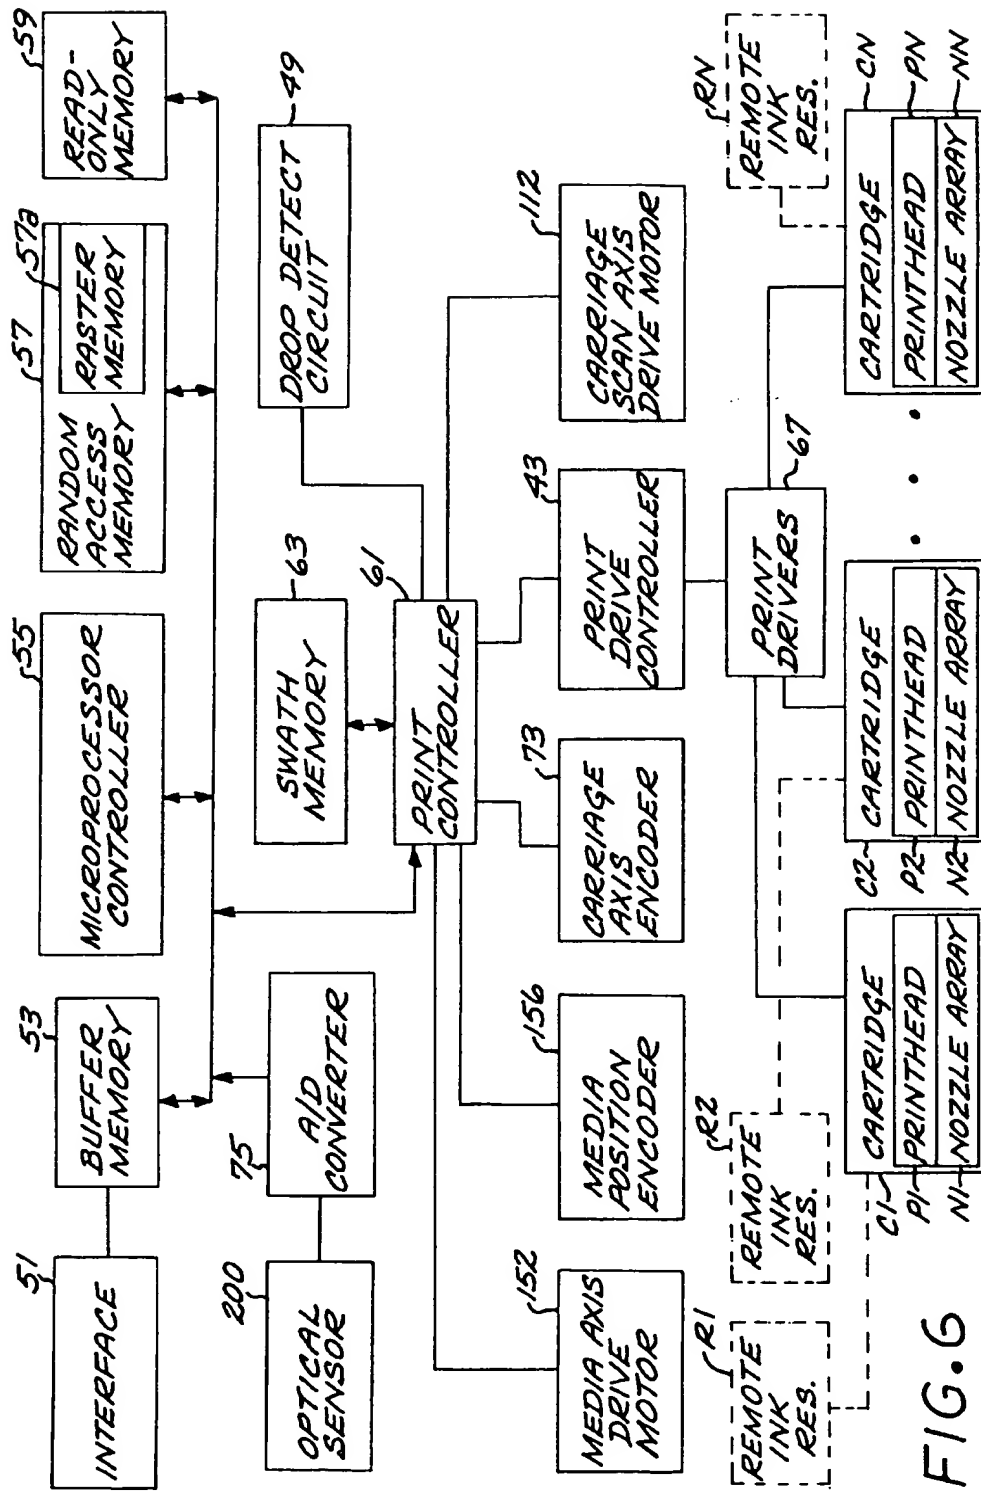 51
INTERFACE
53
BUFFER
MEMORY
55
MICROPROCESSOR
CONTROLLER
57
RANDOM
ACCESS
MEMORY
57a
RASTER
MEMORY
59
READ-
ONLY
MEMORY
200
OPTICAL
SENSOR
75
A/D
CONVERTER
63
SWATH
MEMORY
49
DROP DETECT
CIRCUIT
61
PRINT
CONTROLLER
152
MEDIA AXIS
DRIVE
MOTOR
156
MEDIA
POSITION
ENCODER
73
CARRIAGE
AXIS
ENCODER
43
PRINT
DRIVE
CONTROLLER
112
CARRIAGE
SCAN AXIS
DRIVE MOTOR
R1
REMOTE
INK
RES.
R2
REMOTE
INK
RES.
67
PRINT
DRIVERS
RN
REMOTE
INK
RES.
C1
CARTRIDGE
P1
PRINTHEAD
N1
NOZZLE ARRAY
C2
CARTRIDGE
P2
PRINTHEAD
N2
NOZZLE ARRAY
• • •
CARTRIDGE
CN
PRINTHEAD
PN
NOZZLE ARRAY
NN
FIG. 6